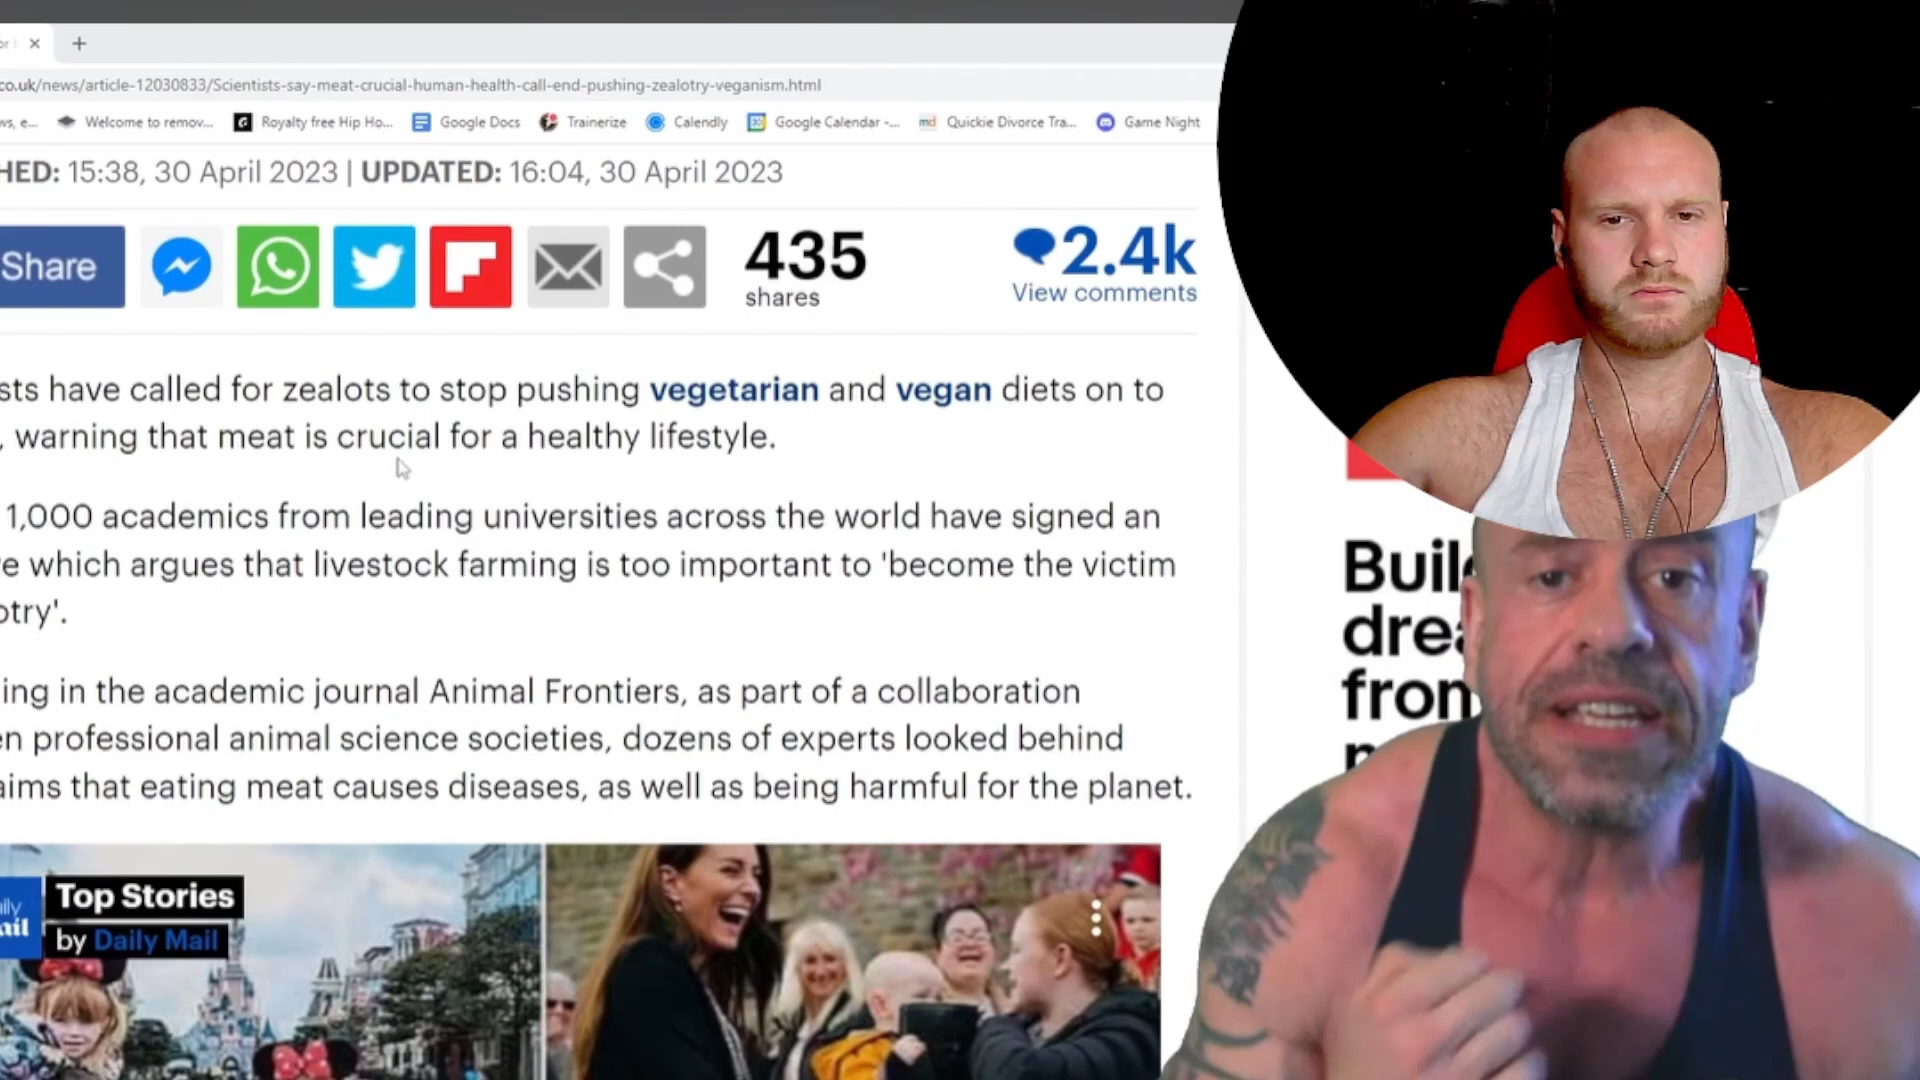 co.uk/news/article-12030833/Scientists-say-meat-crucial-human-health-call-end-pushing-zealotry-veganism.html
ws, e... Welcome to remov... Royalty free Hip Ho... Google Docs Trainerize Calendly Google Calendar -... Quickie Divorce Tra... Game Night
HED: 15:38, 30 April 2023 | UPDATED: 16:04, 30 April 2023
Share
435
shares
2.4k
View comments
sts have called for zealots to stop pushing vegetarian and vegan diets on to
, warning that meat is crucial for a healthy lifestyle.
1,000 academics from leading universities across the world have signed an
e which argues that livestock farming is too important to 'become the victim
otry'.
ing in the academic journal Animal Frontiers, as part of a collaboration
en professional animal science societies, dozens of experts looked behind
aims that eating meat causes diseases, as well as being harmful for the planet.
Top Stories
by Daily Mail
Buil
drea
from